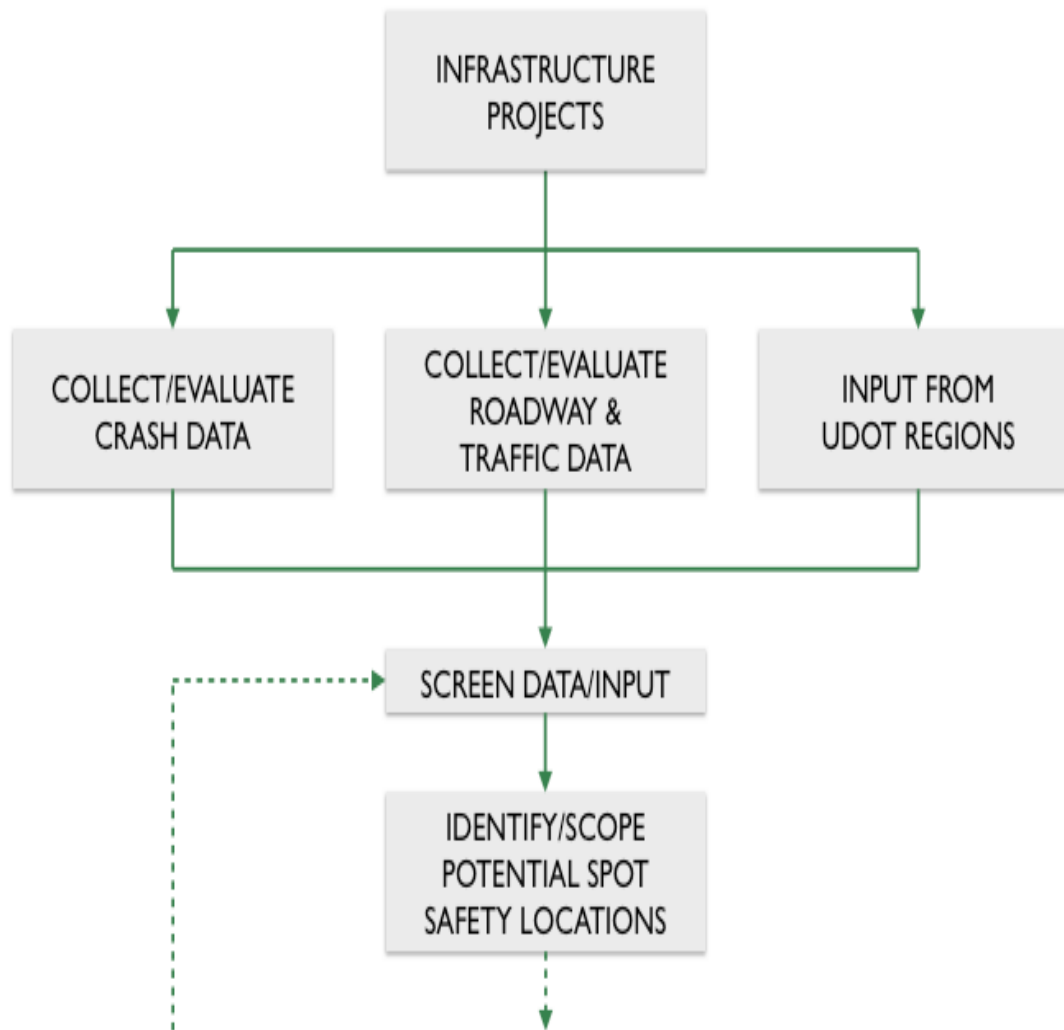 INFRASTRUCTURE
PROJECTS
COLLECT/EVALUATE
CRASH DATA
COLLECT/EVALUATE
ROADWAY &
TRAFFIC DATA
INPUT FROM
UDOT REGIONS
SCREEN DATA/INPUT
IDENTIFY/SCOPE
POTENTIAL SPOT
SAFETY LOCATIONS